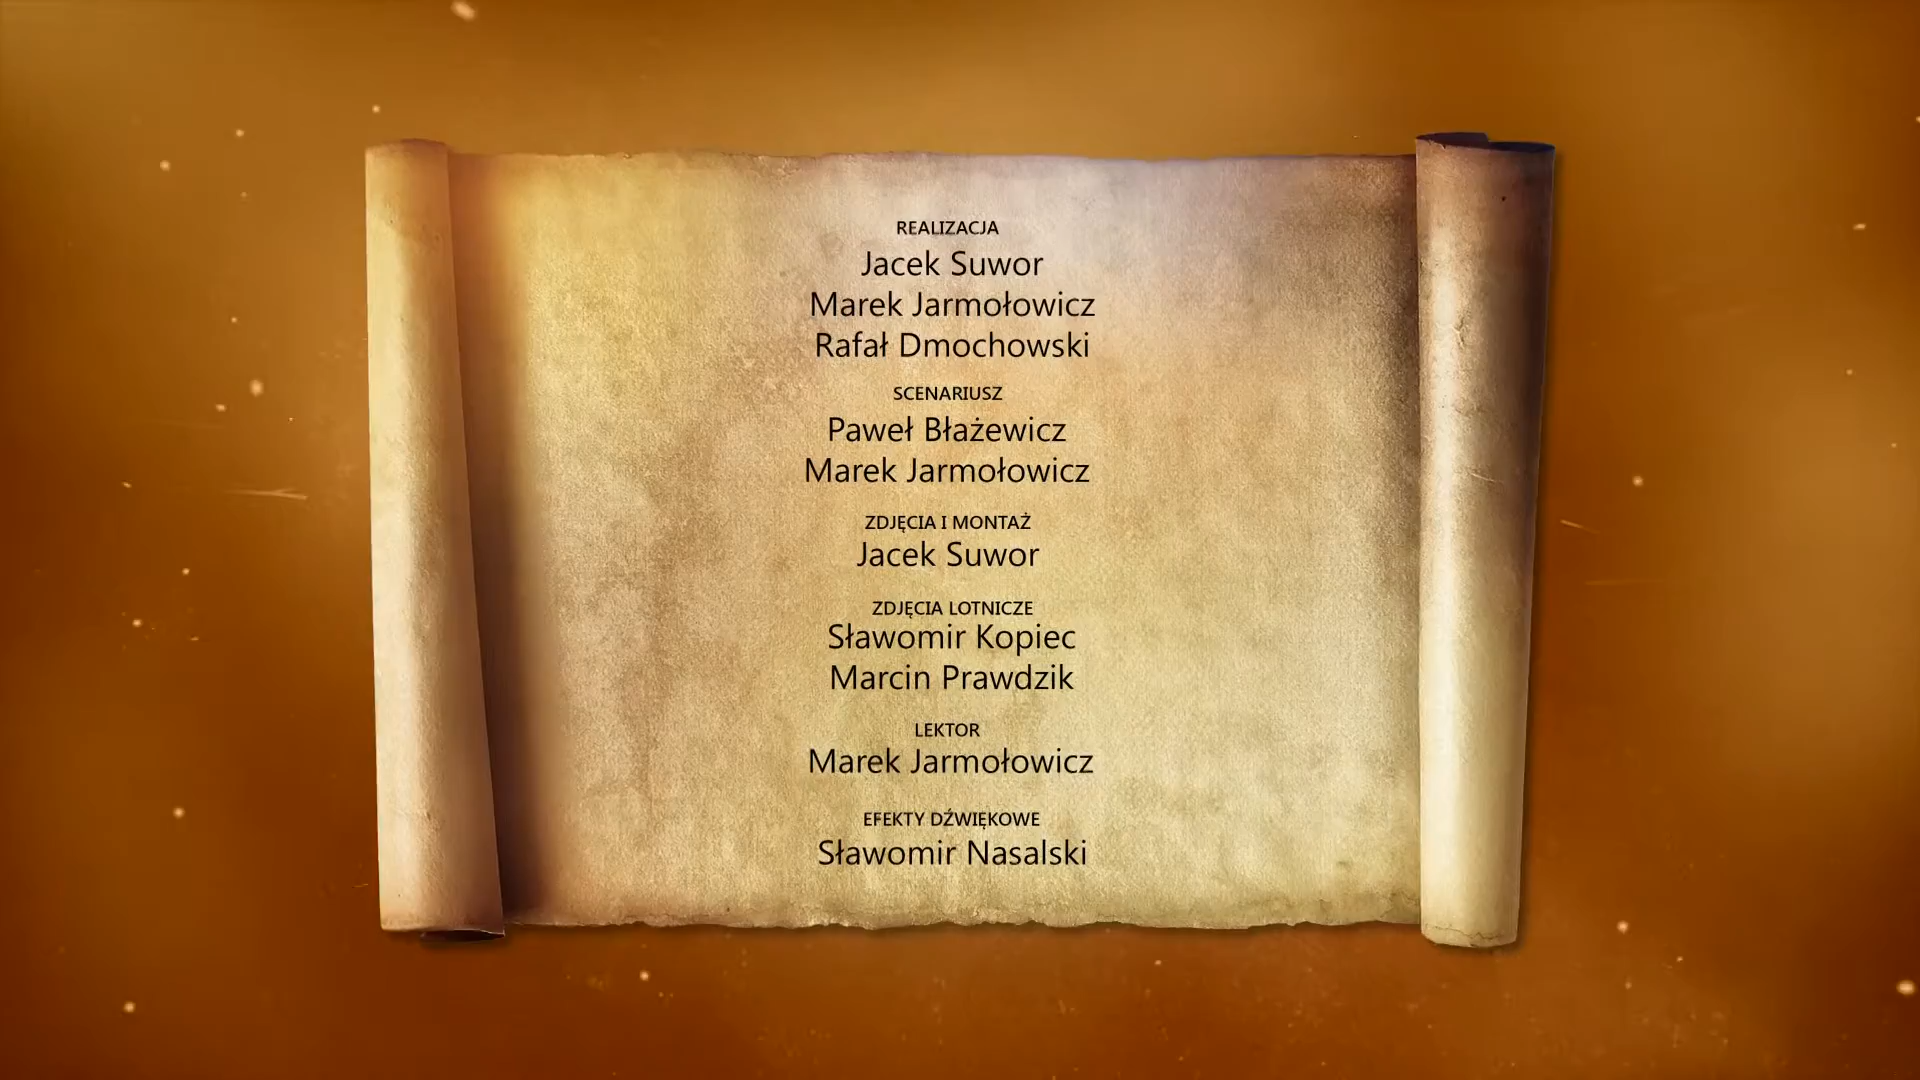 REALIZACJA
Jacek Suwor
Marek Jarmołowicz
Rafał Dmochowski
SCENARIUSZ
Paweł Błażewicz
Marek Jarmołowicz
ZDJĘCIA I MONTAŻ
Jacek Suwor
ZDJĘCIA LOTNICZE
Sławomir Kopiec
Marcin Prawdzik
LEKTOR
Marek Jarmołowicz
EFEKTY DŹWIĘKOWE
Sławomir Nasalski